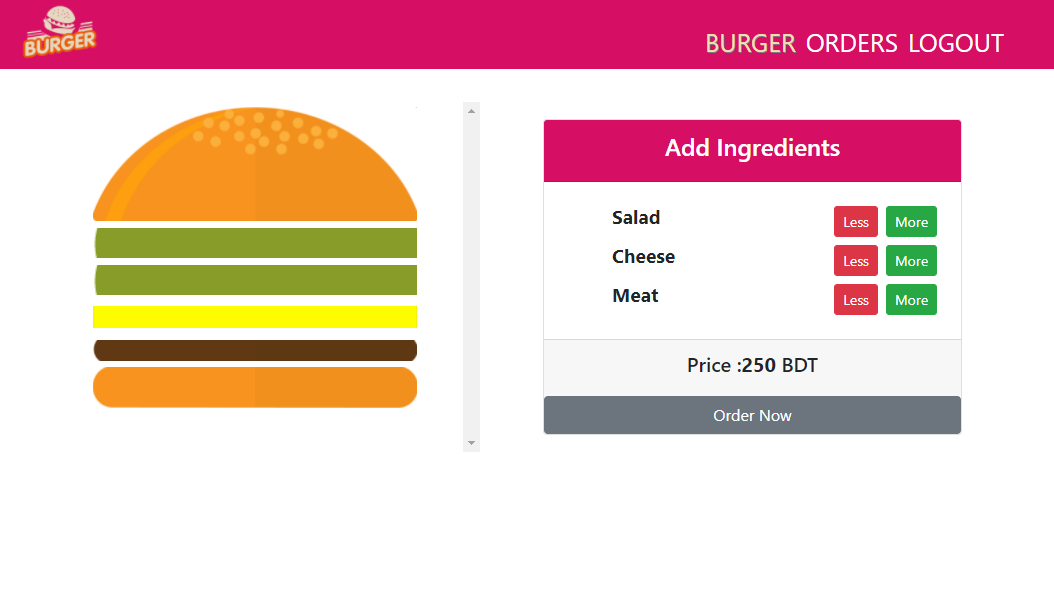 BURGER
BURGER ORDERS LOGOUT
Add Ingredients
Salad Less More
Cheese Less More
Meat Less More
Price :250 BDT
Order Now